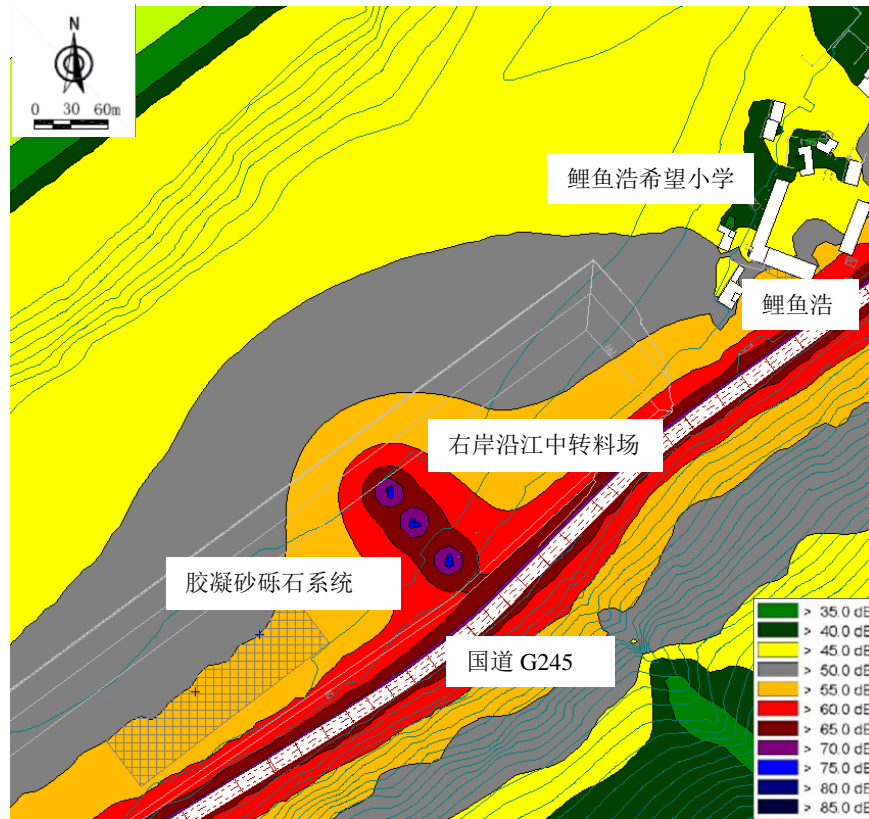 N
0 30 60m
鲤鱼浩希望小学
鲤鱼浩
右岸沿江中转料场
胶凝砂砾石系统
国道 G245
> 35.0 dB
> 40.0 dB
> 45.0 dB
> 50.0 dB
> 55.0 dB
> 60.0 dB
> 65.0 dB
> 70.0 dB
> 75.0 dB
> 80.0 dB
> 85.0 dB